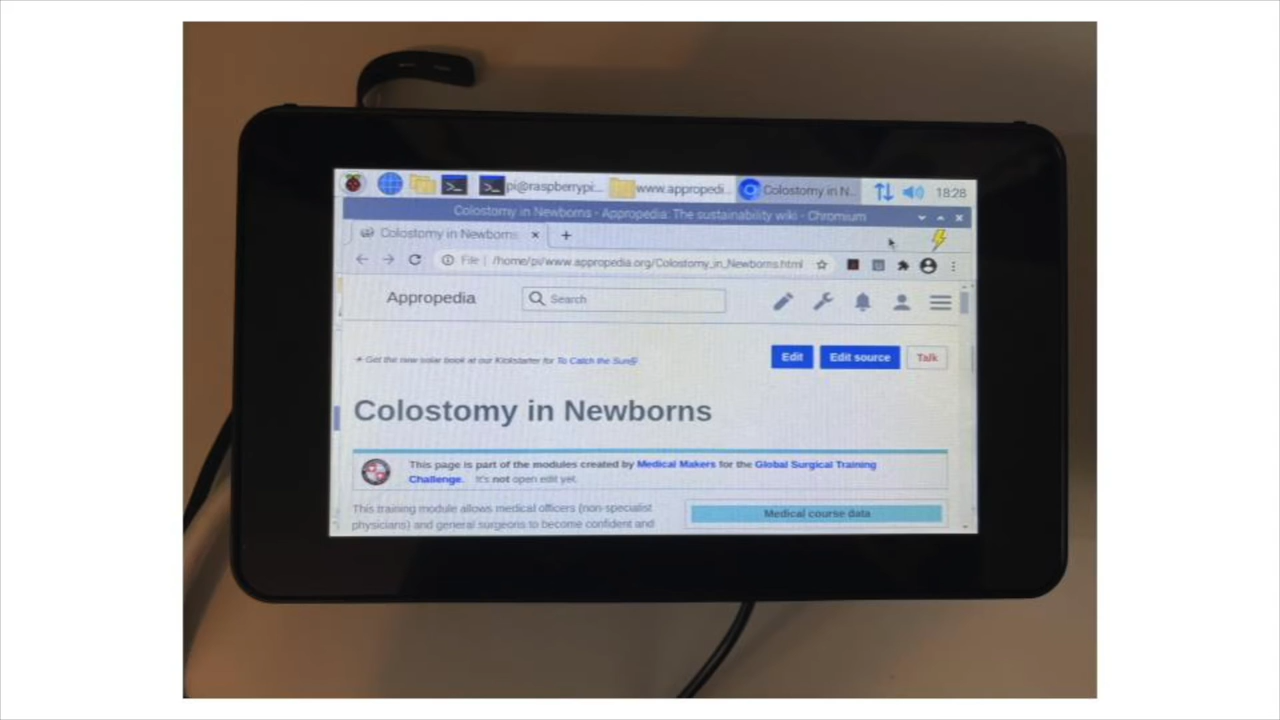 pi@raspberrypi... www.appropedi... Colostomy in N... 18:28
Colostomy in Newborns - Appropedia: The sustainability wiki - Chromium
Colostomy in Newborns
File | /home/pi/www.appropedia.org/Colostomy_in_Newborns.html
Appropedia Search
Get the new solar book at our Kickstarter for To Catch the Sun
Edit Edit source Talk
Colostomy in Newborns
This page is part of the modules created by Medical Makers for the Global Surgical Training
Challenge. It's not open edit yet.
This training module allows medical officers (non-specialist
physicians) and general surgeons to become confident and
Medical course data